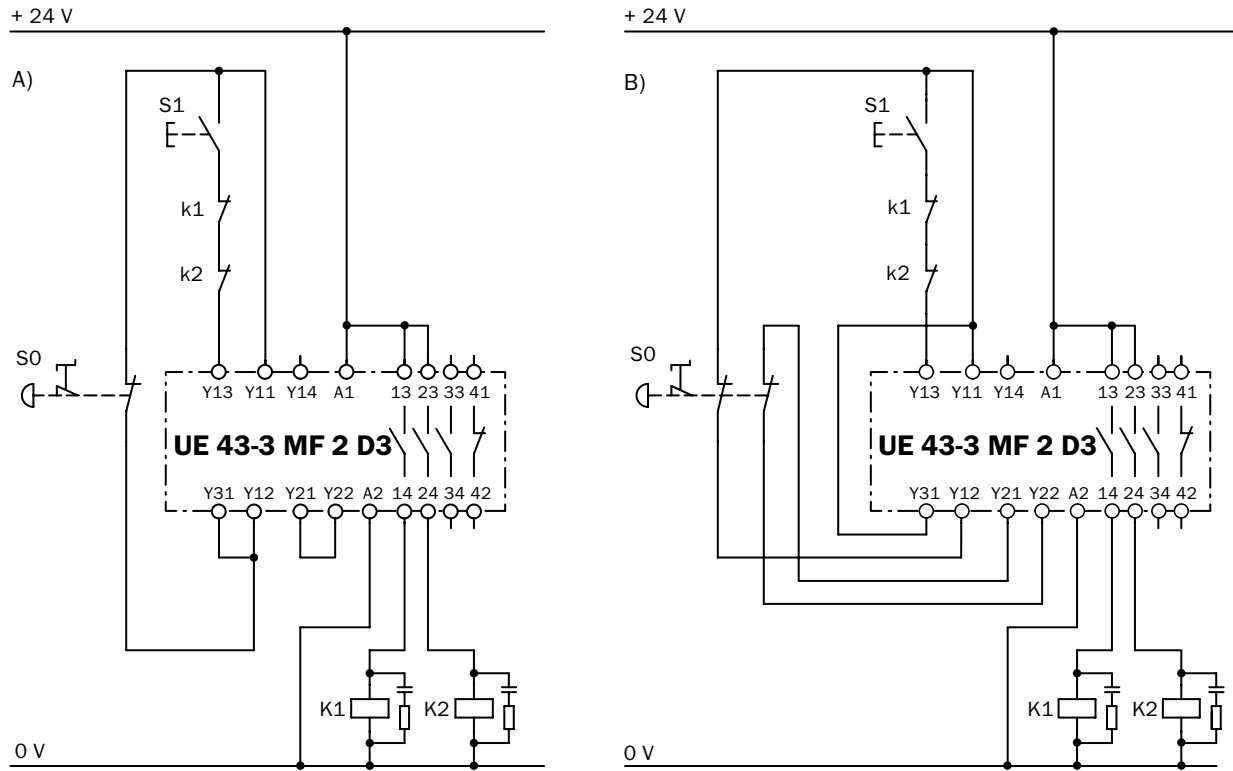 + 24 V
A)
S1
k1
k2
S0
Y13 Y11 Y14 A1 13 23 33 41
UE 43-3 MF 2 D3
Y31 Y12 Y21 Y22 A2 14 24 34 42
K1 K2
0 V
+ 24 V
B)
S1
k1
k2
S0
Y13 Y11 Y14 A1 13 23 33 41
UE 43-3 MF 2 D3
Y31 Y12 Y21 Y22 A2 14 24 34 42
K1 K2
0 V